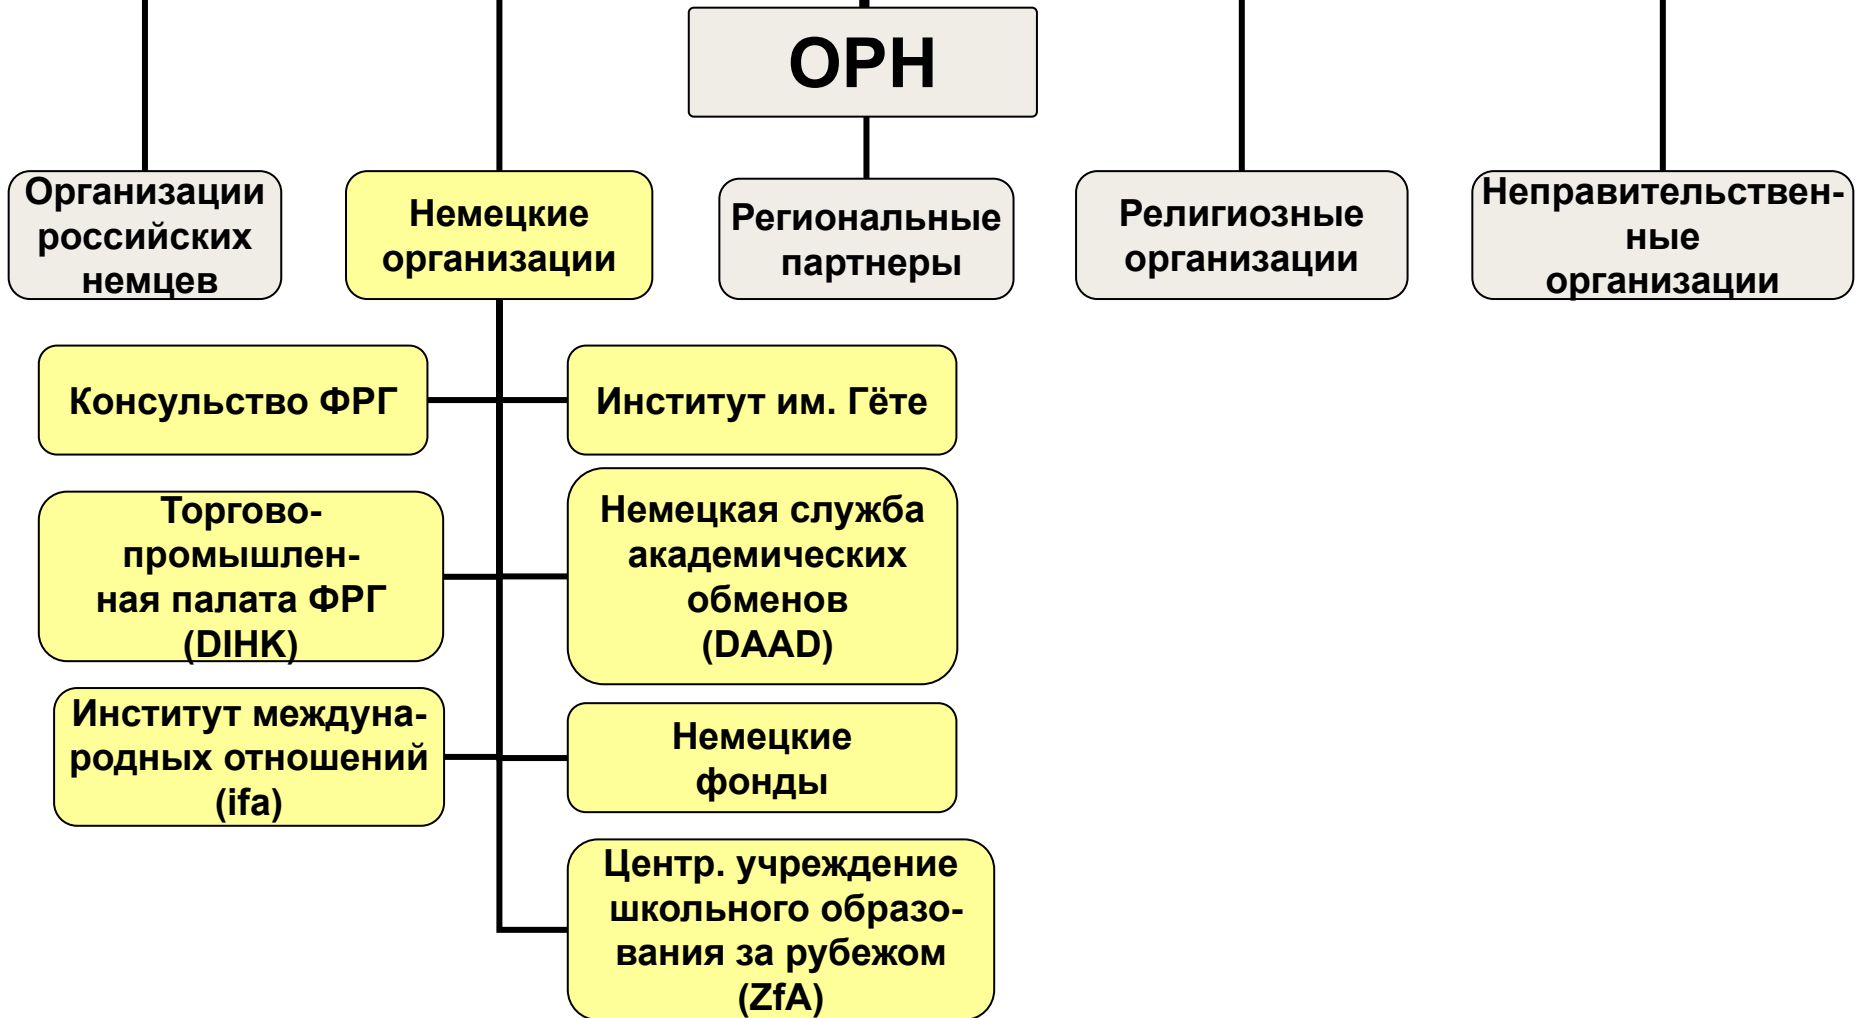 ОРН
Организации
российских
немцев
Немецкие
организации
Региональные
партнеры
Религиозные
организации
Неправительствен-
ные
организации
Консульство ФРГ
Институт им. Гёте
Торгово-
промышлен-
ная палата ФРГ
(DIHK)
Немецкая служба
академических
обменов
(DAAD)
Институт междуна-
родных отношений
(ifa)
Немецкие
фонды
Центр. учреждение
школьного образо-
вания за рубежом
(ZfA)